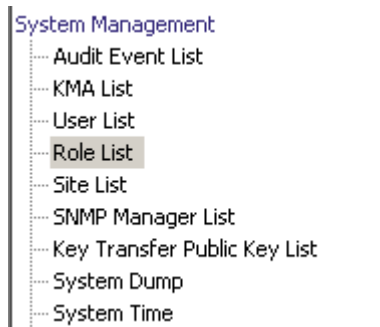 System Management
Audit Event List
KMA List
User List
Role List
Site List
SNMP Manager List
Key Transfer Public Key List
System Dump
System Time